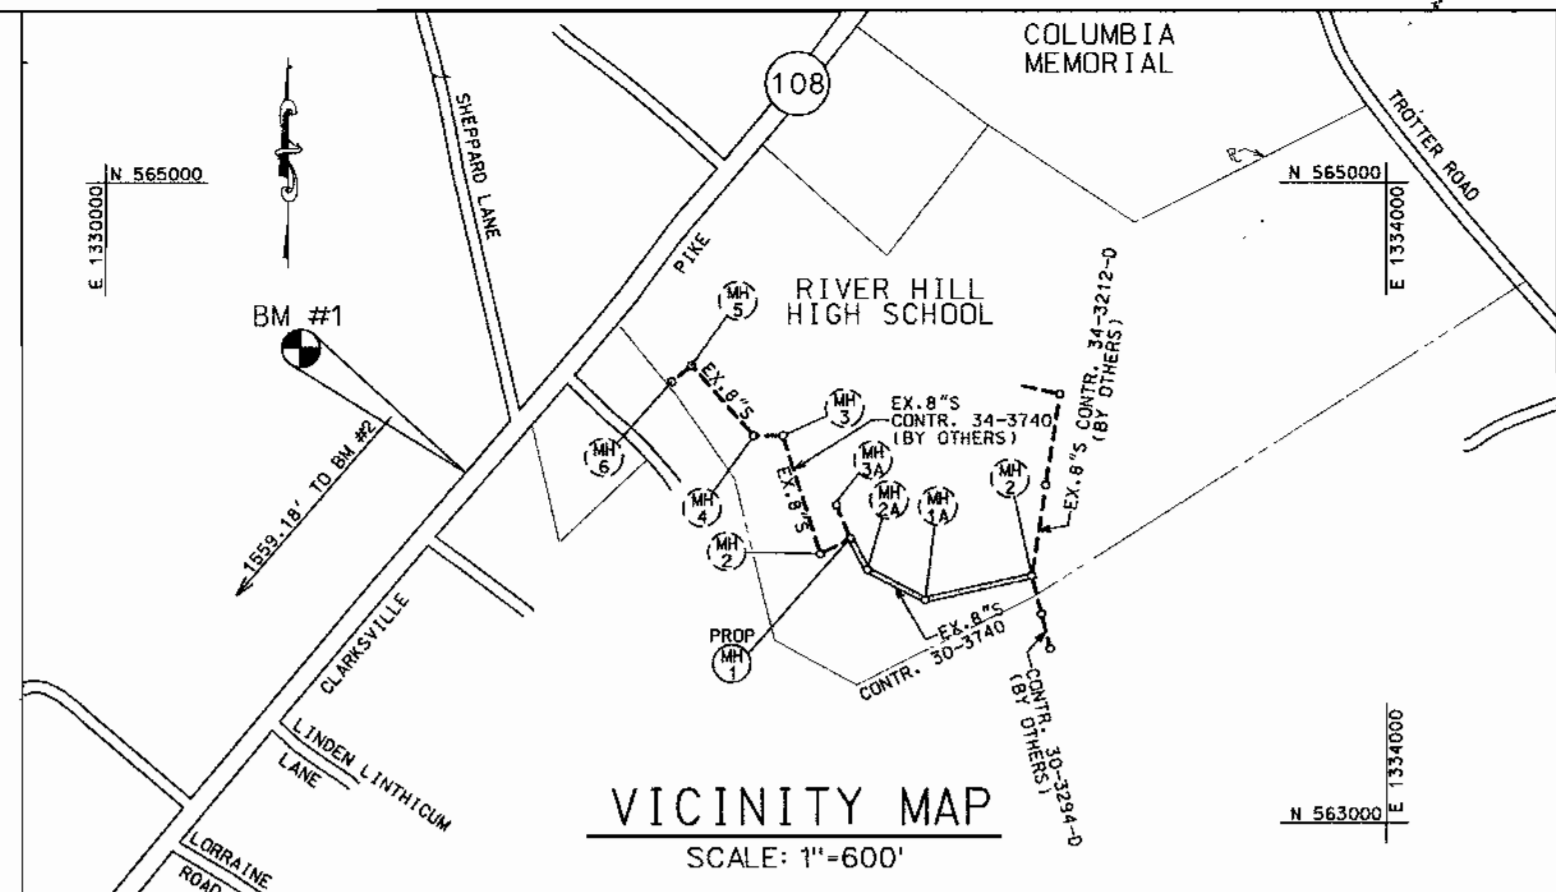 COLUMBIA
MEMORIAL
108
SHEPPARD LANE
TROTTER ROAD
N 565000
E 1330000
N 565000
E 1334000
PIKE
BM #1
MH
5
RIVER HILL
HIGH SCHOOL
EX.8"S CONTR. 34-3212-D
(BY OTHERS)
EX.8"S
MH
3
EX.8"S
CONTR. 34-3740
(BY OTHERS)
1559.18' TO BM #2
MH
6
MH
3A
MH
4
EX.8"S
MH
2A
MH
1A
MH
2
MH
2
CLARKSVILLE
PROP
MH
1
EX.8"S
CONTR. 30-3740
CONTR. 30-3294-D
(BY OTHERS)
LINDEN LINTHICUM
LANE
VICINITY MAP
SCALE: 1"=600'
N 563000
E 1334000
LORRAINE
ROAD